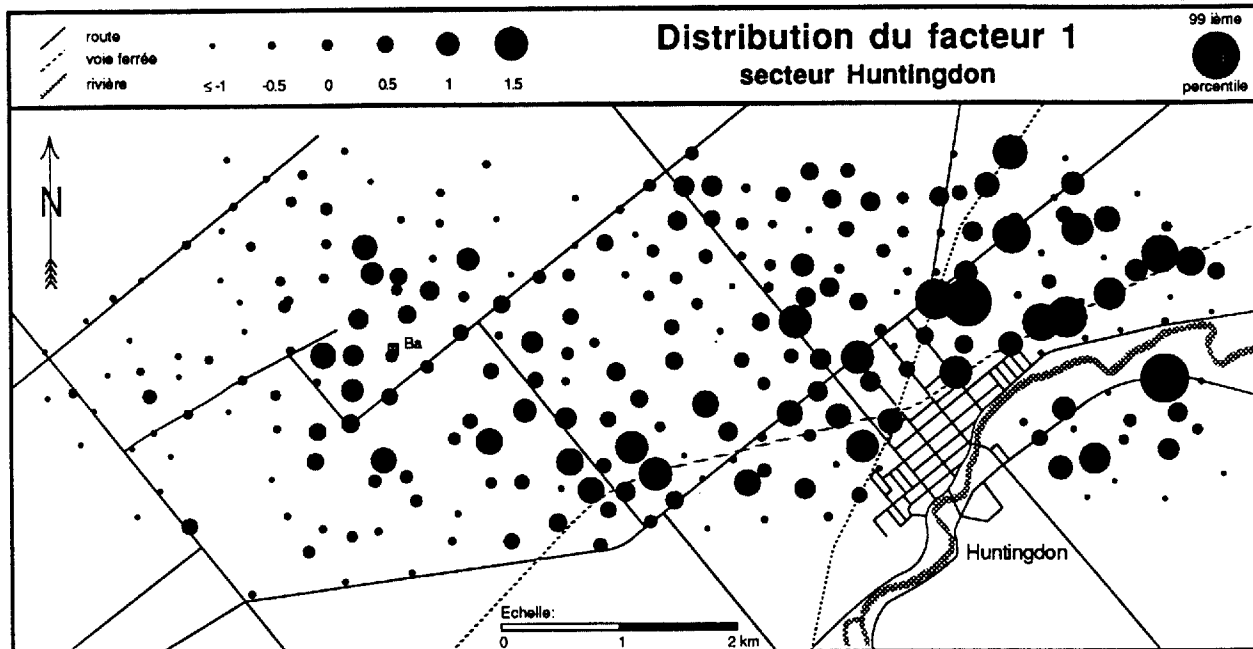 route
voie ferrée
rivière
≤ -1 -0.5 0 0.5 1 1.5
Distribution du facteur 1
secteur Huntingdon
99 ième
percentile
N
Ba
Huntingdon
Echelle:
0 1 2 km